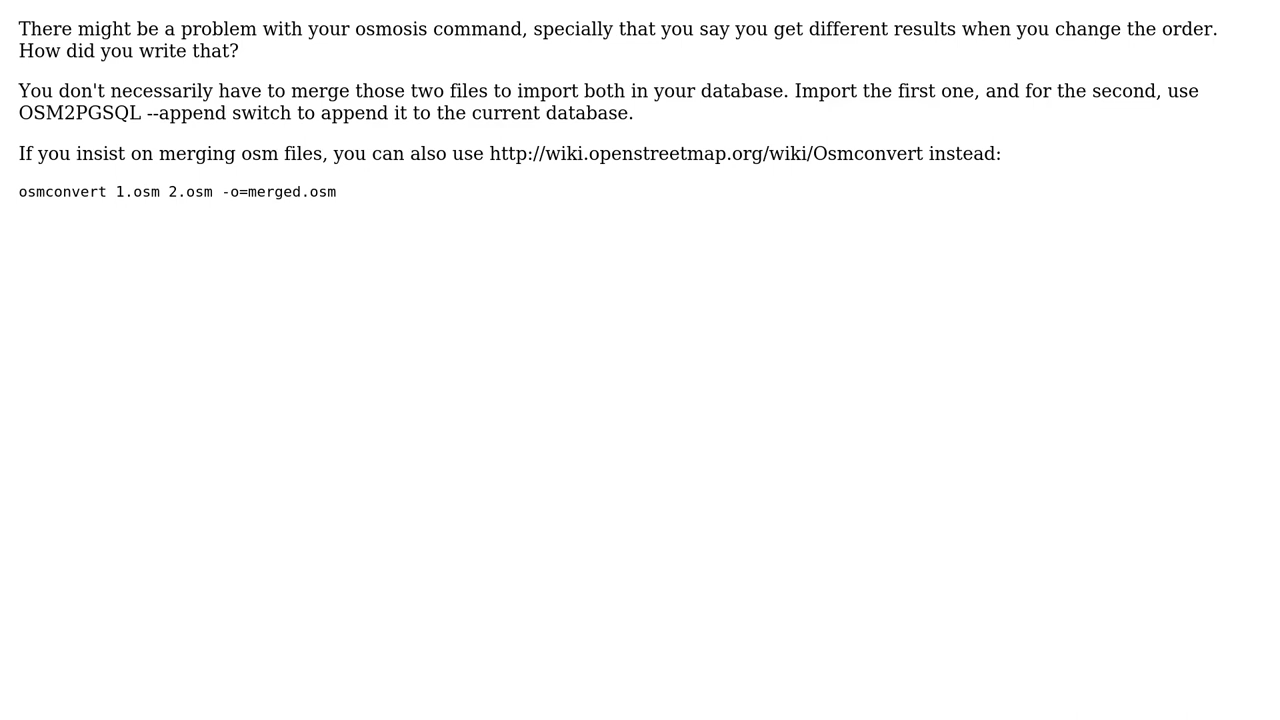 There might be a problem with your osmosis command, specially that you say you get different results when you change the order.
How did you write that?
You don't necessarily have to merge those two files to import both in your database. Import the first one, and for the second, use
OSM2PGSQL --append switch to append it to the current database.
If you insist on merging osm files, you can also use http://wiki.openstreetmap.org/wiki/Osmconvert instead:
osmconvert 1.osm 2.osm -o=merged.osm